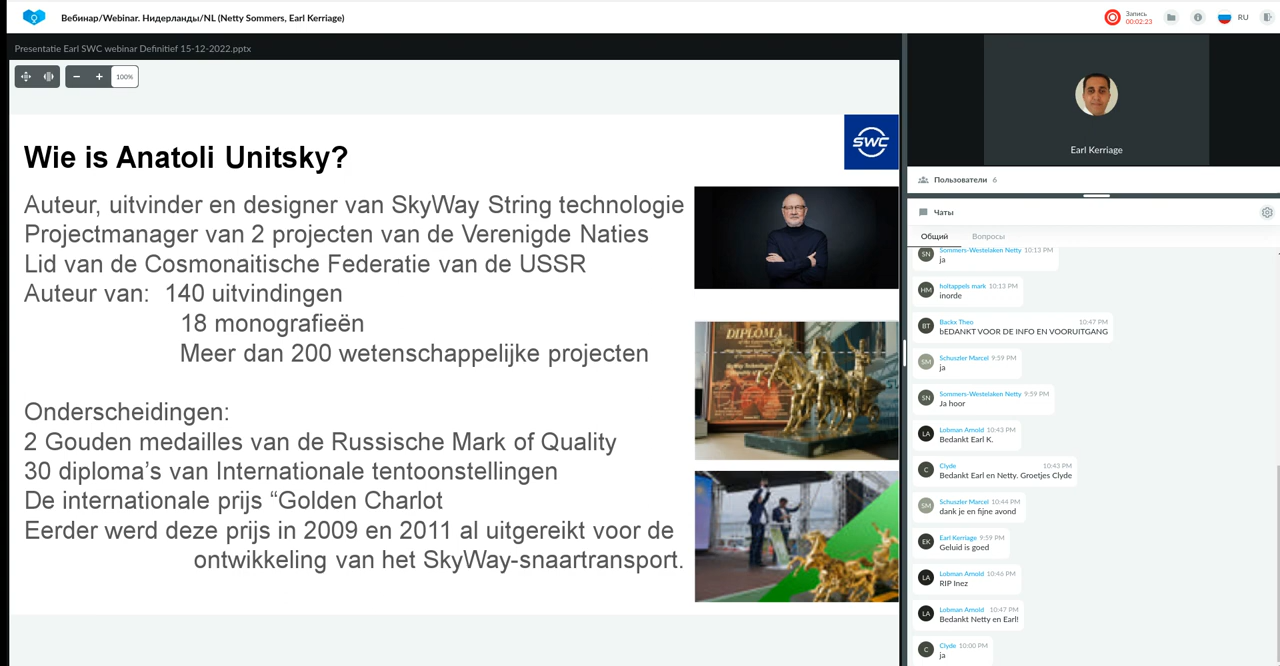 Вебинар/Webinar. Нидерланды/NL (Netty Sommers, Earl Kerriage)
Запись
00:02:23
RU
Presentatie Earl SWC webinar Definitief 15-12-2022.pptx
100%
Wie is Anatoli Unitsky?
SWC
Auteur, uitvinder en designer van SkyWay String technologie
Projectmanager van 2 projecten van de Verenigde Naties
Lid van de Cosmonaitische Federatie van de USSR
Auteur van: 140 uitvindingen
18 monografieën
Meer dan 200 wetenschappelijke projecten
Onderscheidingen:
2 Gouden medailles van de Russische Mark of Quality
30 diploma’s van Internationale tentoonstellingen
De internationale prijs “Golden Charlot
Eerder werd deze prijs in 2009 en 2011 al uitgereikt voor de
ontwikkeling van het SkyWay-snaartransport.
DIPLOMA
Earl Kerriage
Пользователи 6
Чаты
Общий Вопросы
SN Sommers-Westelaken Netty 10:13 PM
ja
HM holtappels mark 10:13 PM
inorde
BT Backx Theo 10:47 PM
bEDANKT VOOR DE INFO EN VOORUITGANG
SM Schuszler Marcel 9:59 PM
ja
SN Sommers-Westelaken Netty 9:59 PM
Ja hoor
LA Lobman Arnold 10:43 PM
Bedankt Earl K.
C Clyde 10:43 PM
Bedankt Earl en Netty. Groetjes Clyde
SM Schuszler Marcel 10:44 PM
dank je en fijne avond
EK Earl Kerriage 9:59 PM
Geluid is goed
LA Lobman Arnold 10:46 PM
RIP Inez
LA Lobman Arnold 10:47 PM
Bedankt Netty en Earl!
C Clyde 10:00 PM
ja